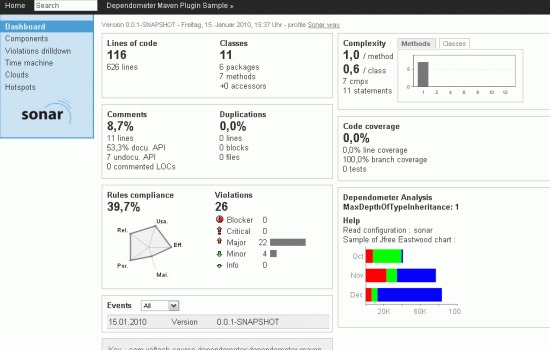 Home Search Dependometer Maven Plugin Sample »
Dashboard
Components
Violations drilldown
Time machine
Clouds
Hotspots
sonar
Version 0.0.1-SNAPSHOT - Freitag, 15. Januar 2010, 15:37 Uhr - profile Sonar way
Lines of code
116
626 lines
Classes
11
6 packages
7 methods
+0 accessors
Comments
8,7%
11 lines
53,3% docu. API
7 undocu. API
0 commented LOCs
Duplications
0,0%
0 lines
0 blocks
0 files
Rules compliance
39,7%
Usa.
Rel.
Eff.
Por.
Mai.
Violations
26
Blocker 0
Critical 0
Major 22
Minor 4
Info 0
Events All
15.01.2010 Version 0.0.1-SNAPSHOT
Complexity
1,0 / method
0,6 / class
7 cmpx
11 statements
Methods Classes
1 2 4 6 8 10 12
Code coverage
0,0%
0,0% line coverage
100,0% branch coverage
0 tests
Dependometer Analysis
MaxDepthOfTypeInheritance: 1
Help
Read configuration : sonar
Sample of Jfree Eastwood chart :
Oct
Nov
Dec
20K 60K 100